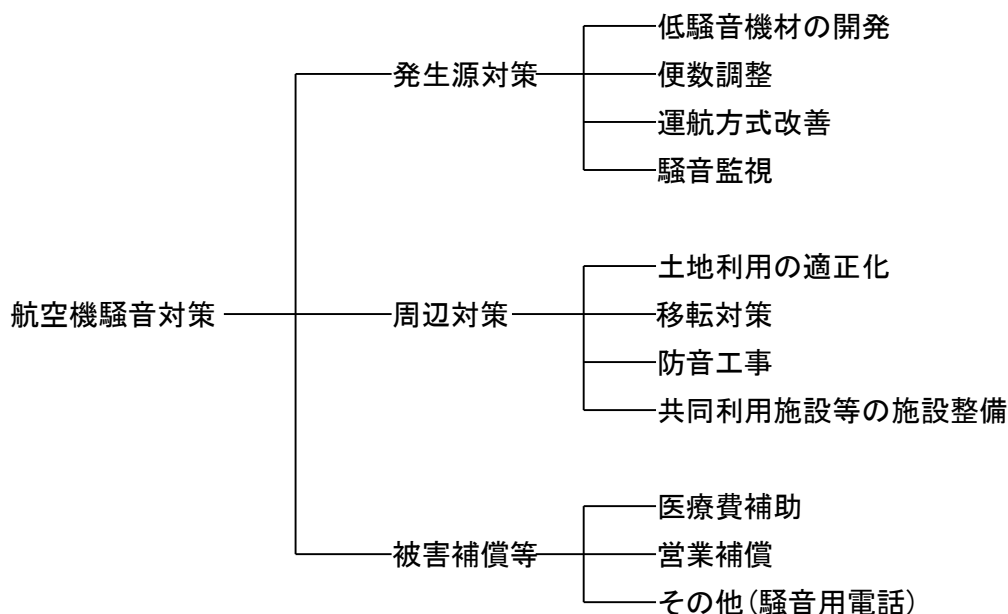 航空機騒音対策
発生源対策
低騒音機材の開発
便数調整
運航方式改善
騒音監視
周辺対策
土地利用の適正化
移転対策
防音工事
共同利用施設等の施設整備
被害補償等
医療費補助
営業補償
その他(騒音用電話)